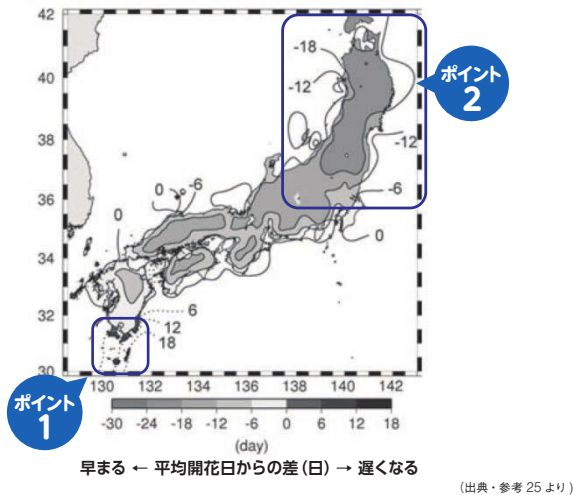 42
40
38
36
34
32
30
-18
-12
-12
-6
0
0
-6
0
6
12
18
ポイント
2
ポイント
1
130 132 134 136 138 140 142
-30 -24 -18 -12 -6 0 6 12 18
(day)
早まる ← 平均開花日からの差(日) → 遅くなる
(出典・参考 25 より)